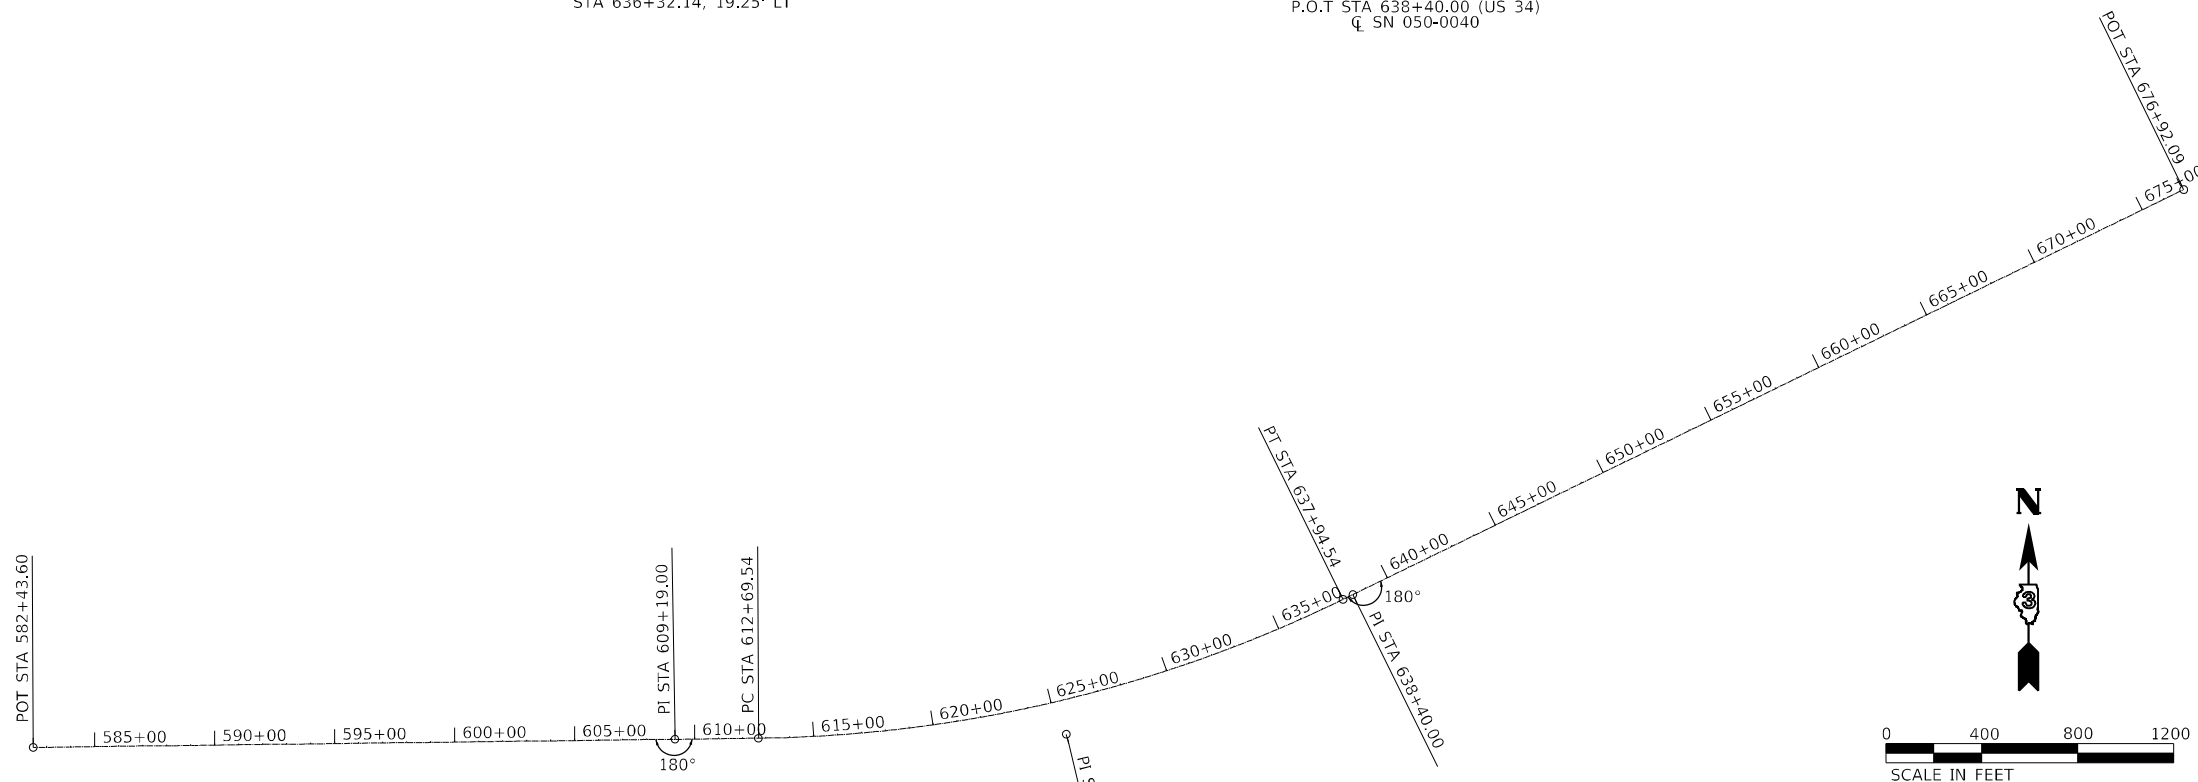 STA 636+32.14, 19.25' LT
P.O.T STA 638+40.00 (US 34)
℄ SN 050-0040
POT STA 676+92.09
675+00
670+00
665+00
660+00
655+00
650+00
645+00
640+00
PT STA 637+94.54
180°
635+00
PI STA 638+40.00
630+00
625+00
620+00
615+00
610+00
605+00
600+00
595+00
590+00
585+00
POT STA 582+43.60
PI STA 609+19.00
PC STA 612+69.54
180°
PI
N
3
0 400 800 1200
SCALE IN FEET